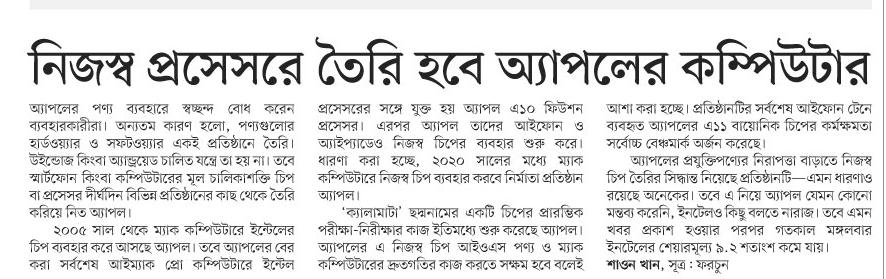 নিজস্ব প্রসেসরে তৈরি হবে অ্যাপলের কম্পিউটার
অ্যাপলের পণ্য ব্যবহারে স্বচ্ছন্দ বোধ করেন
ব্যবহারকারীরা। অন্যতম কারণ হলো, পণ্যগুলোর
হার্ডওয়্যার ও সফটওয়্যার একই প্রতিষ্ঠানে তৈরি।
উইন্ডোজ কিংবা অ্যান্ড্রয়েড চালিত যন্ত্রে তা হয় না। তবে
স্মার্টফোন কিংবা কম্পিউটারের মূল চালিকাশক্তি চিপ
বা প্রসেসর দীর্ঘদিন বিভিন্ন প্রতিষ্ঠানের কাছ থেকে তৈরি
করিয়ে নিত অ্যাপল।
২০০৫ সাল থেকে ম্যাক কম্পিউটারে ইন্টেলের
চিপ ব্যবহার করে আসছে অ্যাপল। তবে অ্যাপলের বের
করা সর্বশেষ আইম্যাক প্রো কম্পিউটারে ইন্টেল
প্রসেসরের সঙ্গে যুক্ত হয় অ্যাপল এ১০ ফিউশন
প্রসেসর। এরপর অ্যাপল তাদের আইফোন ও
অ্যাইপ্যাডেও নিজস্ব চিপের ব্যবহার শুরু করে।
ধারণা করা হচ্ছে, ২০২০ সালের মধ্যে ম্যাক
কম্পিউটারে নিজস্ব চিপ ব্যবহার করবে নির্মাতা প্রতিষ্ঠান
অ্যাপল।
‘ক্যালামাটা’ ছদ্মনামের একটি চিপের প্রারম্ভিক
পরীক্ষা-নিরীক্ষার কাজ ইতিমধ্যে শুরু করেছে অ্যাপল।
অ্যাপলের এ নিজস্ব চিপ আইওএস পণ্য ও ম্যাক
কম্পিউটারের দ্রুতগতির কাজ করতে সক্ষম হবে বলেই
আশা করা হচ্ছে। প্রতিষ্ঠানটির সর্বশেষ আইফোন টেনে
ব্যবহৃত অ্যাপলের এ১১ বায়োনিক চিপের কর্মক্ষমতা
সর্বোচ্চ বেঞ্চমার্ক অর্জন করেছে।
অ্যাপলের প্রযুক্তিপণ্যের নিরাপত্তা বাড়াতে নিজস্ব
চিপ তৈরির সিদ্ধান্ত নিয়েছে প্রতিষ্ঠানটি—এমন ধারণাও
রয়েছে অনেকের। তবে এ নিয়ে অ্যাপল যেমন কোনো
মন্তব্য করেনি, ইনটেলও কিছু বলতে নারাজ। তবে এমন
খবর প্রকাশ হওয়ার পরপর গতকাল মঙ্গলবার
ইনটেলের শেয়ারমূল্য ৯.২ শতাংশ কমে যায়।
শাওন খান, সূত্র : ফরচুন